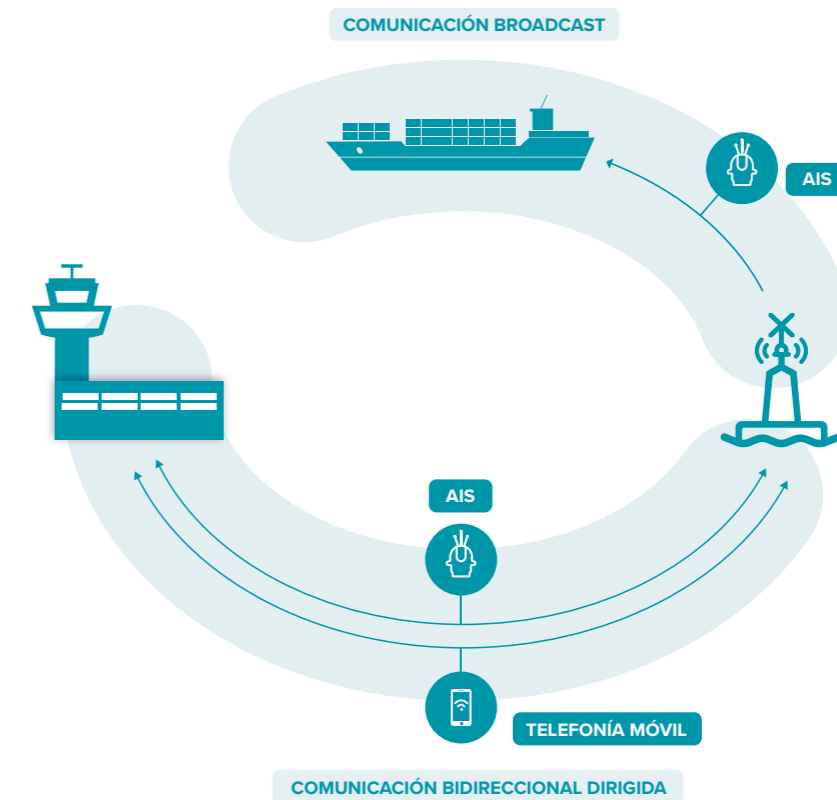 COMUNICACIÓN BROADCAST
AIS
AIS
TELEFONÍA MÓVIL
COMUNICACIÓN BIDIRECCIONAL DIRIGIDA